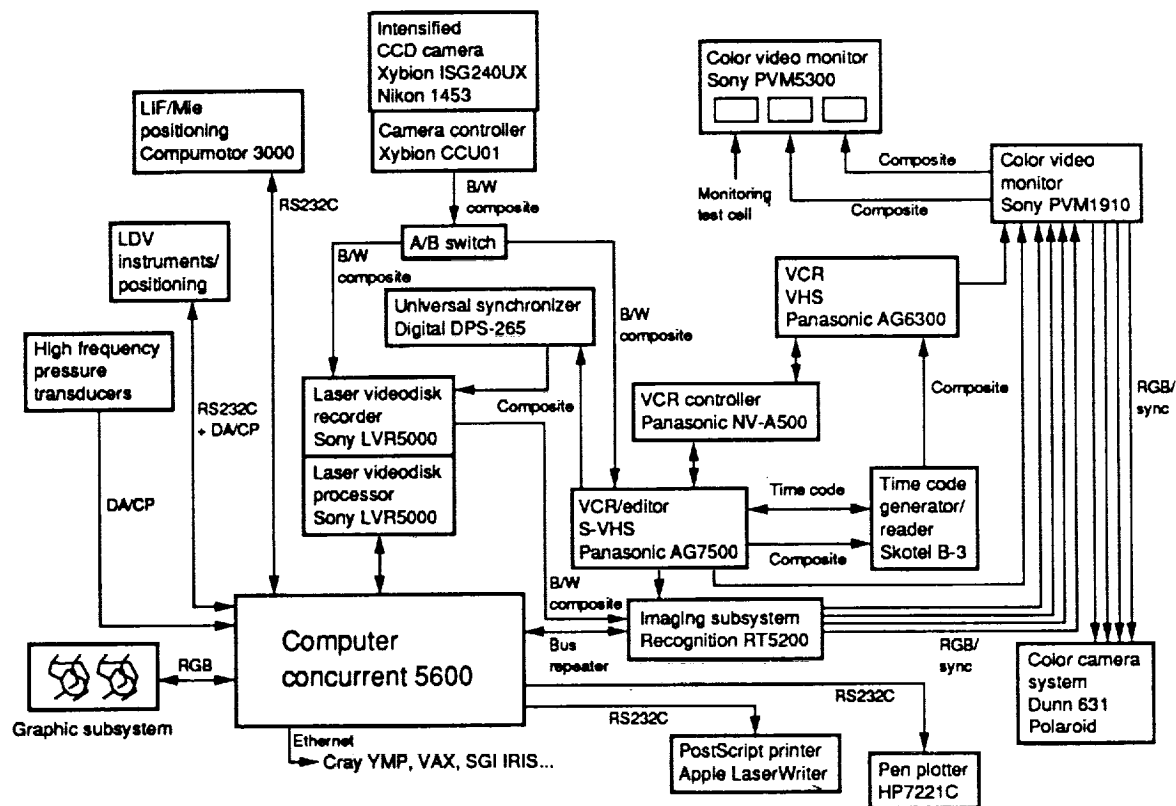 Intensified
CCD camera
Xybion ISG240UX
Nikon 1453
Camera controller
Xybion CCU01
Color video monitor
Sony PVM5300
LiF/Mie
positioning
Compumotor 3000
Color video
monitor
Sony PVM1910
Composite
Composite
Monitoring
test cell
RS232C
B/W
composite
A/B switch
LDV
instruments/
positioning
B/W
composite
Universal synchronizer
Digital DPS-265
B/W
composite
VCR
VHS
Panasonic AG6300
High frequency
pressure
transducers
RS232C
+ DA/CP
Laser videodisk
recorder
Sony LVR5000
Composite
VCR controller
Panasonic NV-A500
Composite
RGB/
sync
Laser videodisk
processor
Sony LVR5000
DA/CP
VCR/editor
S-VHS
Panasonic AG7500
Time code
Composite
Time code
generator/
reader
Skotel B-3
B/W
composite
Imaging subsystem
Recognition RT5200
Bus
repeater
RGB/
sync
Computer
concurrent 5600
RGB
Graphic subsystem
Color camera
system
Dunn 631
Polaroid
RS232C
RS232C
Ethernet
Cray YMP, VAX, SGI IRIS...
PostScript printer
Apple LaserWriter
Pen plotter
HP7221C